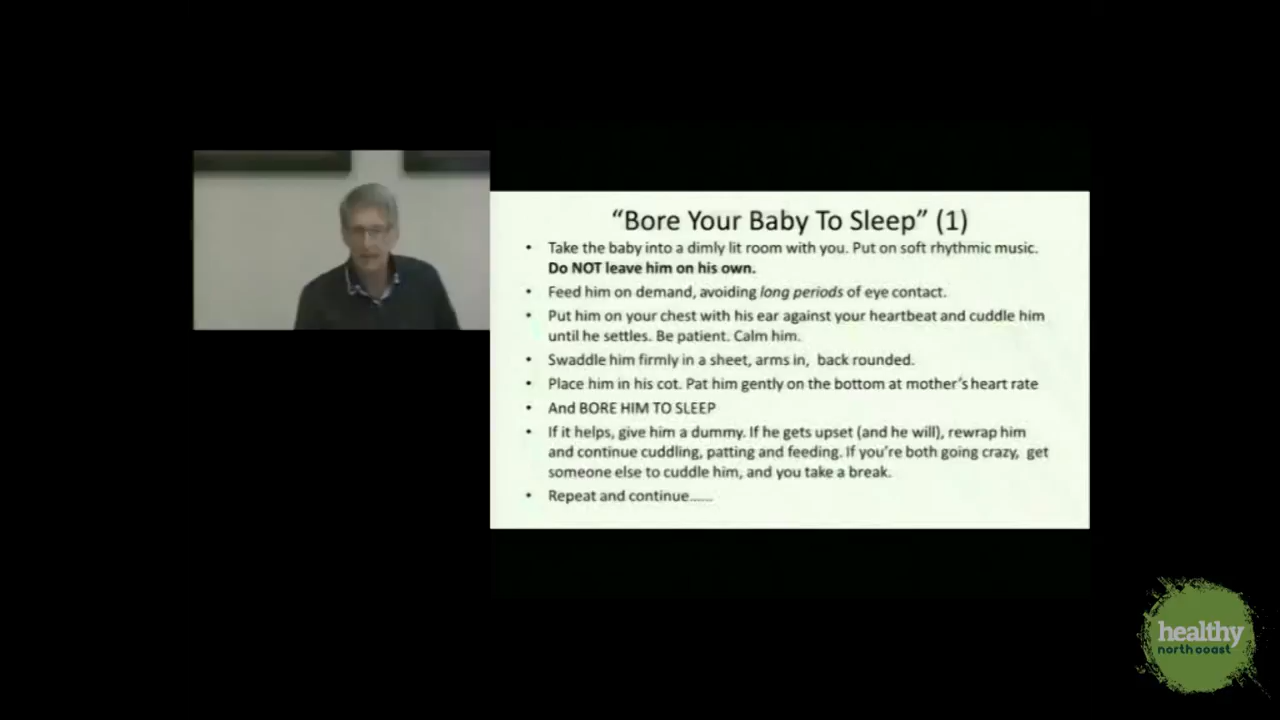 “Bore Your Baby To Sleep” (1)
• Take the baby into a dimly lit room with you. Put on soft rhythmic music.
Do NOT leave him on his own.
• Feed him on demand, avoiding long periods of eye contact.
• Put him on your chest with his ear against your heartbeat and cuddle him
until he settles. Be patient. Calm him.
• Swaddle him firmly in a sheet, arms in, back rounded.
• Place him in his cot. Pat him gently on the bottom at mother’s heart rate
• And BORE HIM TO SLEEP
• If it helps, give him a dummy. If he gets upset (and he will), rewrap him
and continue cuddling, patting and feeding. If you’re both going crazy, get
someone else to cuddle him, and you take a break.
• Repeat and continue......
healthy
north coast